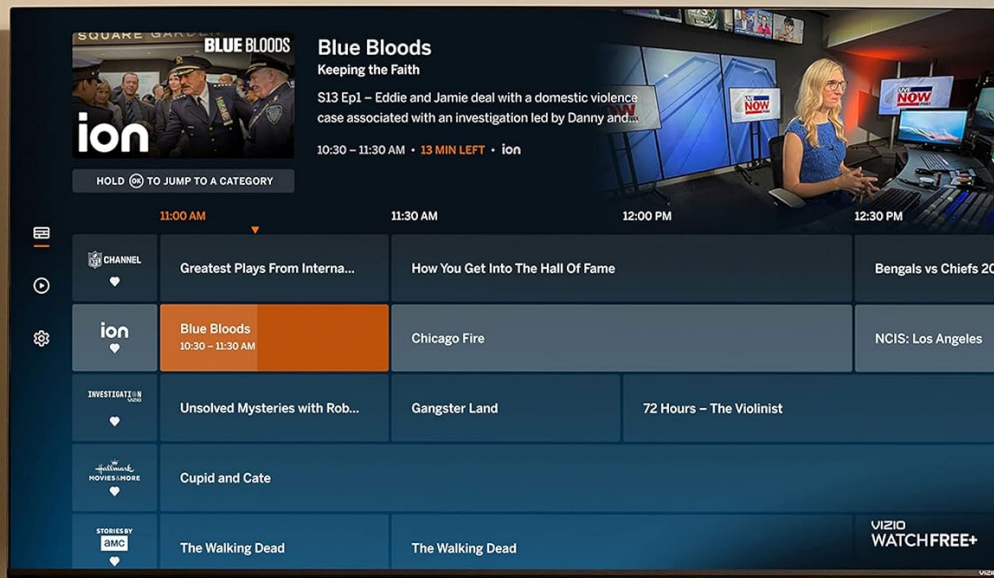 SQUARE GARDEN
BLUE BLOODS
ion
Blue Bloods
Keeping the Faith
S13 Ep1 – Eddie and Jamie deal with a domestic violence
case associated with an investigation led by Danny and...
10:30 – 11:30 AM • 13 MIN LEFT • ion
LIVE NOW
NOW
HOLD OK TO JUMP TO A CATEGORY
11:00 AM 11:30 AM 12:00 PM 12:30 PM
NFL CHANNEL
Greatest Plays From Interna...
How You Get Into The Hall Of Fame
Bengals vs Chiefs 20
ion
Blue Bloods
10:30 – 11:30 AM
Chicago Fire
NCIS: Los Angeles
INVESTIGATION
VIZIO
Unsolved Mysteries with Rob...
Gangster Land
72 Hours – The Violinist
Hallmark
MOVIES & MORE
Cupid and Cate
STORIES BY
amc
The Walking Dead
The Walking Dead
VIZIO
WATCHFREE+
VIZIO